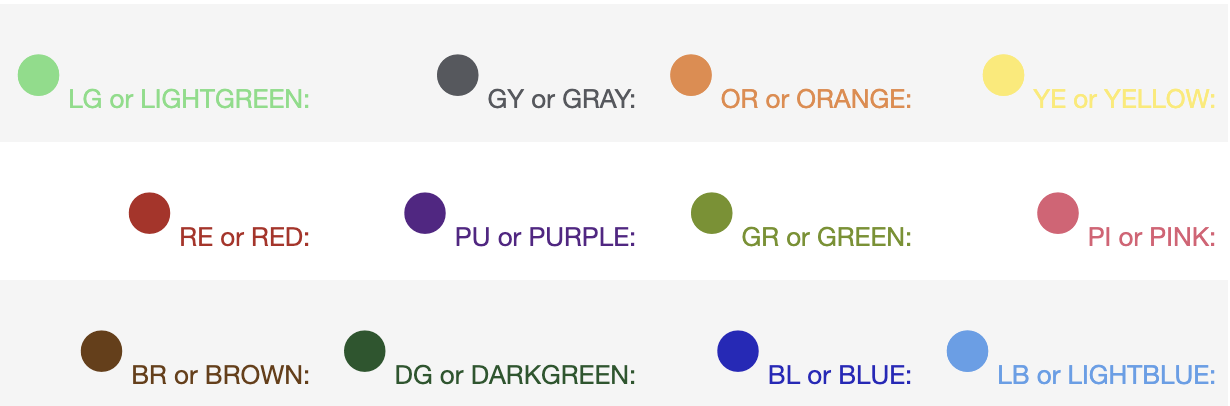 LG or LIGHTGREEN: GY or GRAY: OR or ORANGE: YE or YELLOW:
RE or RED: PU or PURPLE: GR or GREEN: PI or PINK:
BR or BROWN: DG or DARKGREEN: BL or BLUE: LB or LIGHTBLUE: